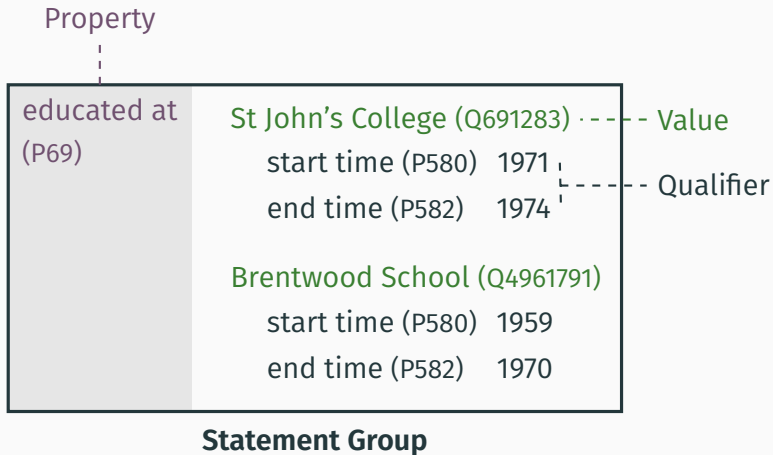 Property
educated at
(P69)
St John's College (Q691283)
Value
start time (P580) 1971
Qualifier
end time (P582) 1974
Brentwood School (Q4961791)
start time (P580) 1959
end time (P582) 1970
Statement Group